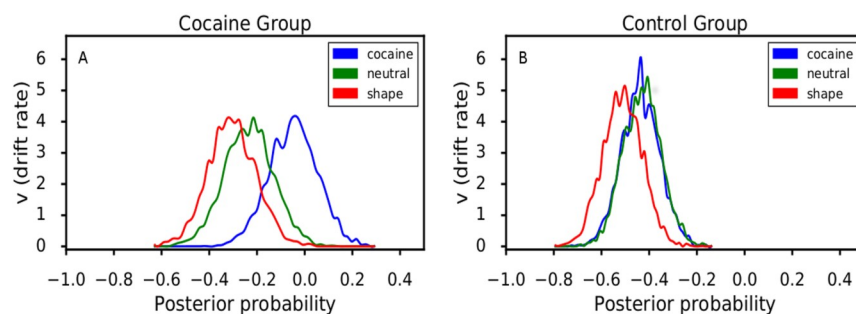 Cocaine Group
A
cocaine
neutral
shape
v (drift rate)
6
5
4
3
2
1
0
−1.0 −0.8 −0.6 −0.4 −0.2 0.0 0.2 0.4
Posterior probability
Control Group
B
cocaine
neutral
shape
v (drift rate)
6
5
4
3
2
1
0
−1.0 −0.8 −0.6 −0.4 −0.2 0.0 0.2 0.4
Posterior probability